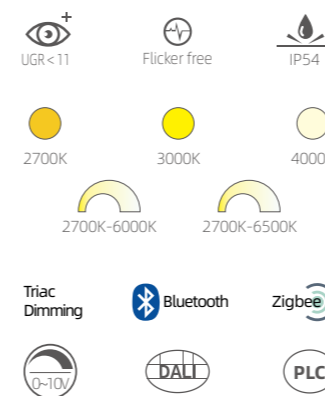 UGR<11 Flicker free IP54
2700K 3000K 4000
2700K-6000K 2700K-6500K
Triac
Dimming
Bluetooth Zigbee
0~10V DALI PLC